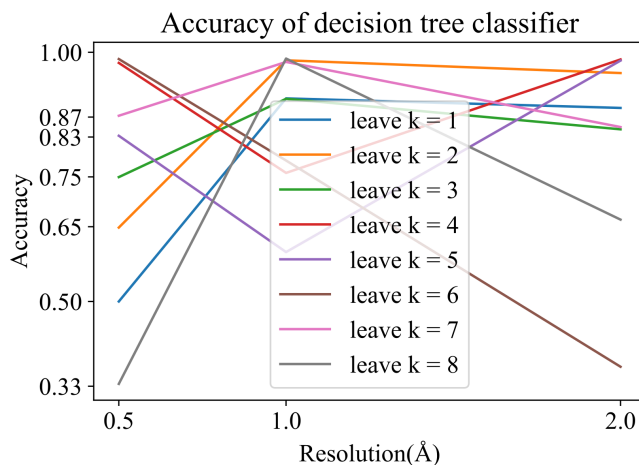 Accuracy of decision tree classifier
1.00
0.87
0.83
0.75
0.65
0.50
0.33
Accuracy
leave k = 1
leave k = 2
leave k = 3
leave k = 4
leave k = 5
leave k = 6
leave k = 7
leave k = 8
0.5
1.0
2.0
Resolution(Å)